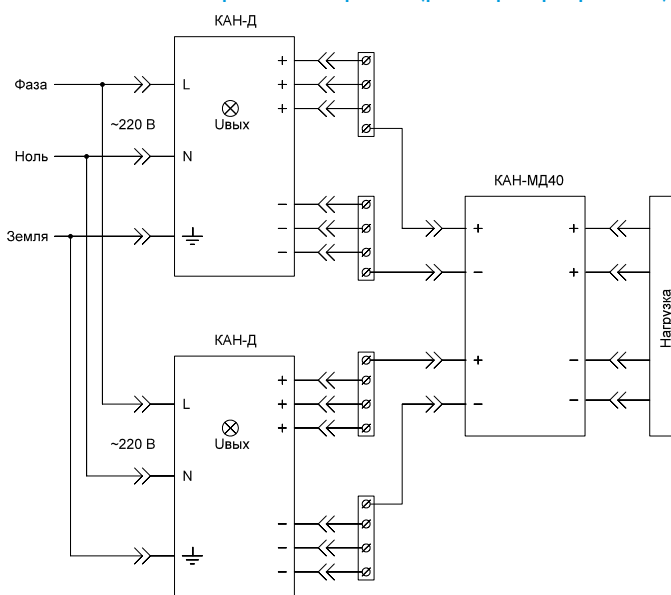 КАН-Д
Фаза
L
+
+
+
~220 В
Uвых
Ноль
N
КАН-МД40
Земля
−
−
−
+
−
+
−
+
+
−
−
Нагрузка
КАН-Д
L
+
+
+
~220 В
Uвых
N
−
−
−